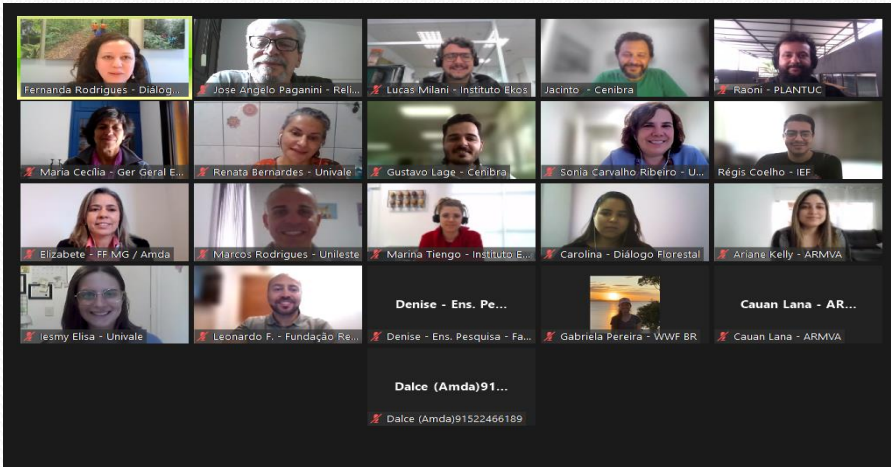 Fernanda Rodrigues - Diálog...
Jose Angelo Paganini - Reli...
Lucas Milani - Instituto Ekos
Jacinto - Cenibra
Raoni - PLANTUC
Maria Cecília - Ger Geral E...
Renata Bernardes - Univale
Gustavo Lage - Cenibra
Sonia Carvalho Ribeiro - U...
Régis Coelho - IEF
Elizabete - FF MG / Amda
Marcos Rodrigues - Unileste
Marina Tiengo - Instituto E...
Carolina - Diálogo Florestal
Ariane Kelly - ARMVA
Iesmy Elisa - Univale
Leonardo F. - Fundação Re...
Denise - Ens. Pe...
Denise - Ens. Pesquisa - Fa...
Gabriela Pereira - WWF BR
Cauan Lana - AR...
Cauan Lana - ARMVA
Dalce (Amda)91...
Dalce (Amda)91522466189